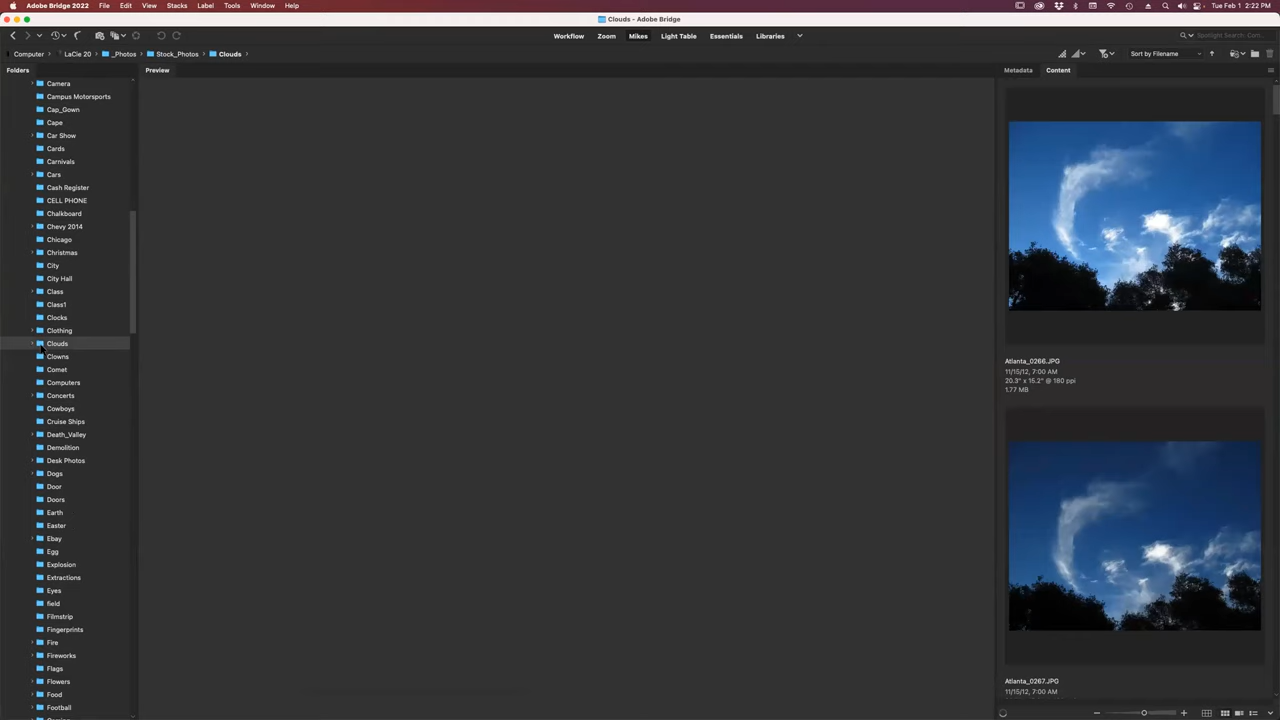 Adobe Bridge 2022 File Edit View Stacks Label Tools Window Help Tue Feb 1 2:22 PM
Clouds – Adobe Bridge
Workflow Zoom Mikes Light Table Essentials Libraries Spotlight Search: Com...
Computer LaCie 20 _Photos Stock_Photos Clouds Sort by Filename
Folders Preview Metadata Content
Camera
Campus Motorsports
Cap_Gown
Cape
Car Show
Cards
Carnivals
Cars
Cash Register
CELL PHONE
Chalkboard
Chevy 2014
Chicago
Christmas
City
City Hall
Class
Class1
Clocks
Clothing
Clouds
Clowns
Comet
Computers
Concerts
Cowboys
Cruise Ships
Death_Valley
Demolition
Desk Photos
Dogs
Door
Doors
Earth
Easter
Ebay
Egg
Explosion
Extractions
Eyes
field
Filmstrip
Fingerprints
Fire
Fireworks
Flags
Flowers
Food
Football
Atlanta_0266.JPG
11/15/12, 7:00 AM
20.3" x 15.2" @ 180 ppi
1.77 MB
Atlanta_0267.JPG
11/15/12, 7:00 AM